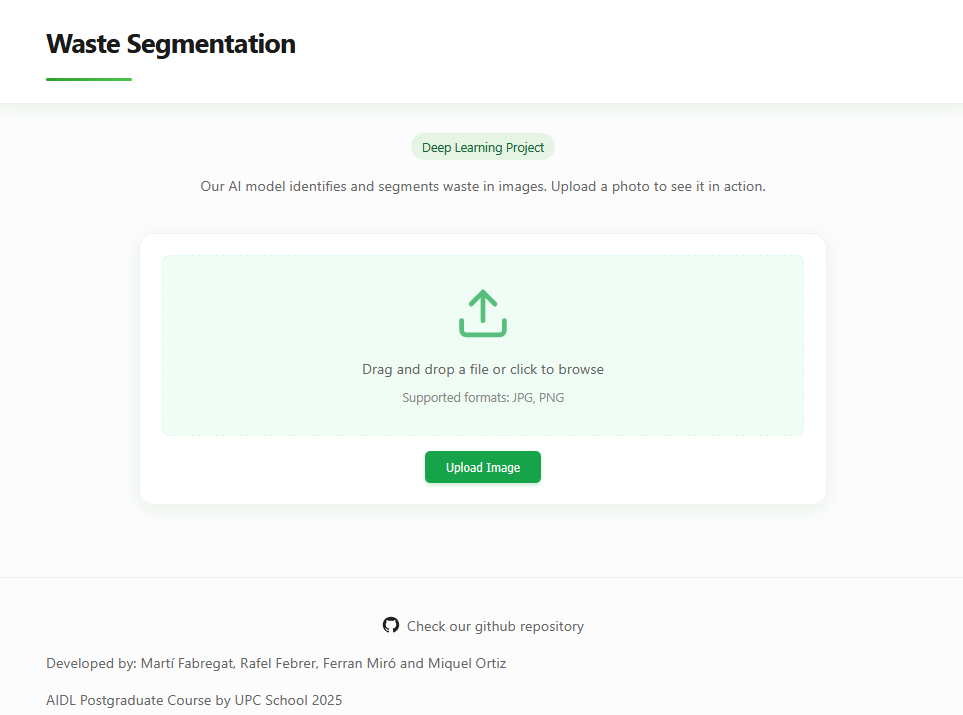 Waste Segmentation
Deep Learning Project
Our AI model identifies and segments waste in images. Upload a photo to see it in action.
Drag and drop a file or click to browse
Supported formats: JPG, PNG
Upload Image
Check our github repository
Developed by: Martí Fabregat, Rafel Febrer, Ferran Miró and Miquel Ortiz
AIDL Postgraduate Course by UPC School 2025